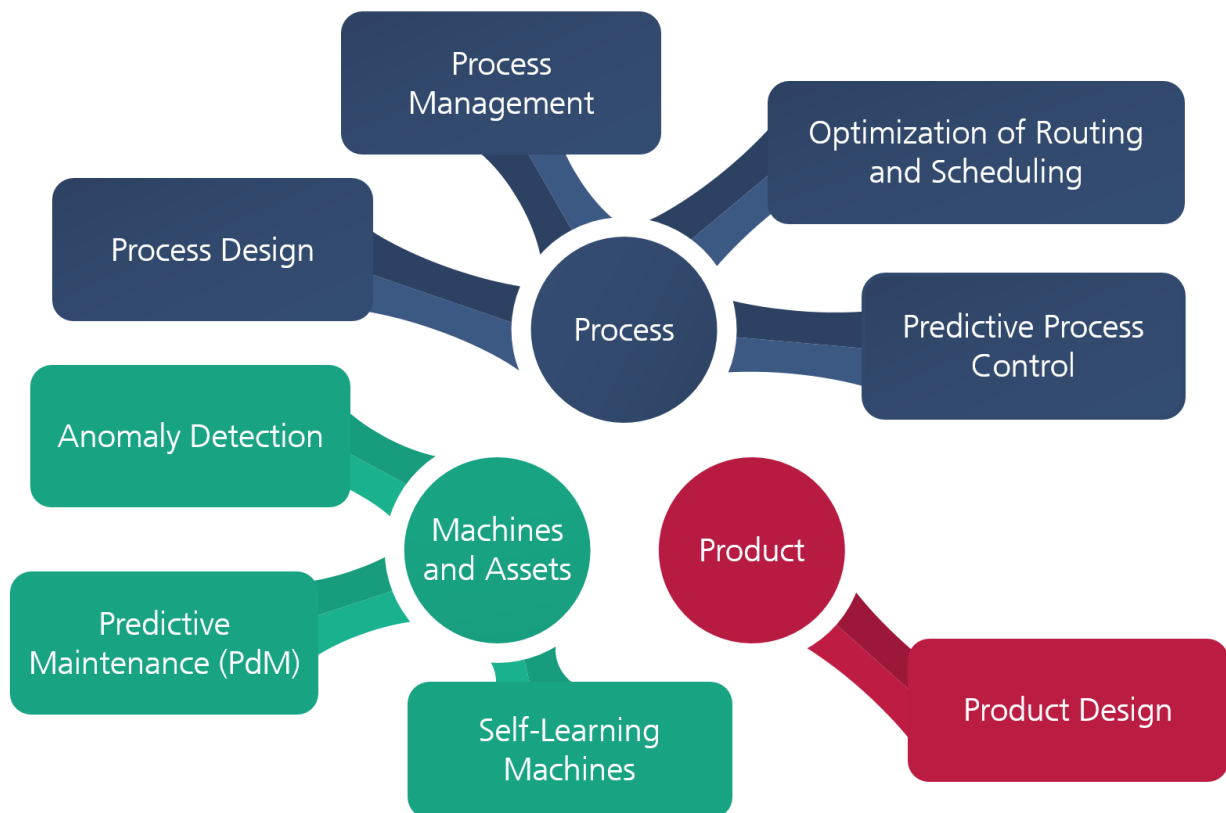 Process
Management
Optimization of Routing
and Scheduling
Process Design
Process
Predictive Process
Control
Anomaly Detection
Machines
and Assets
Product
Predictive
Maintenance (PdM)
Self-Learning
Machines
Product Design